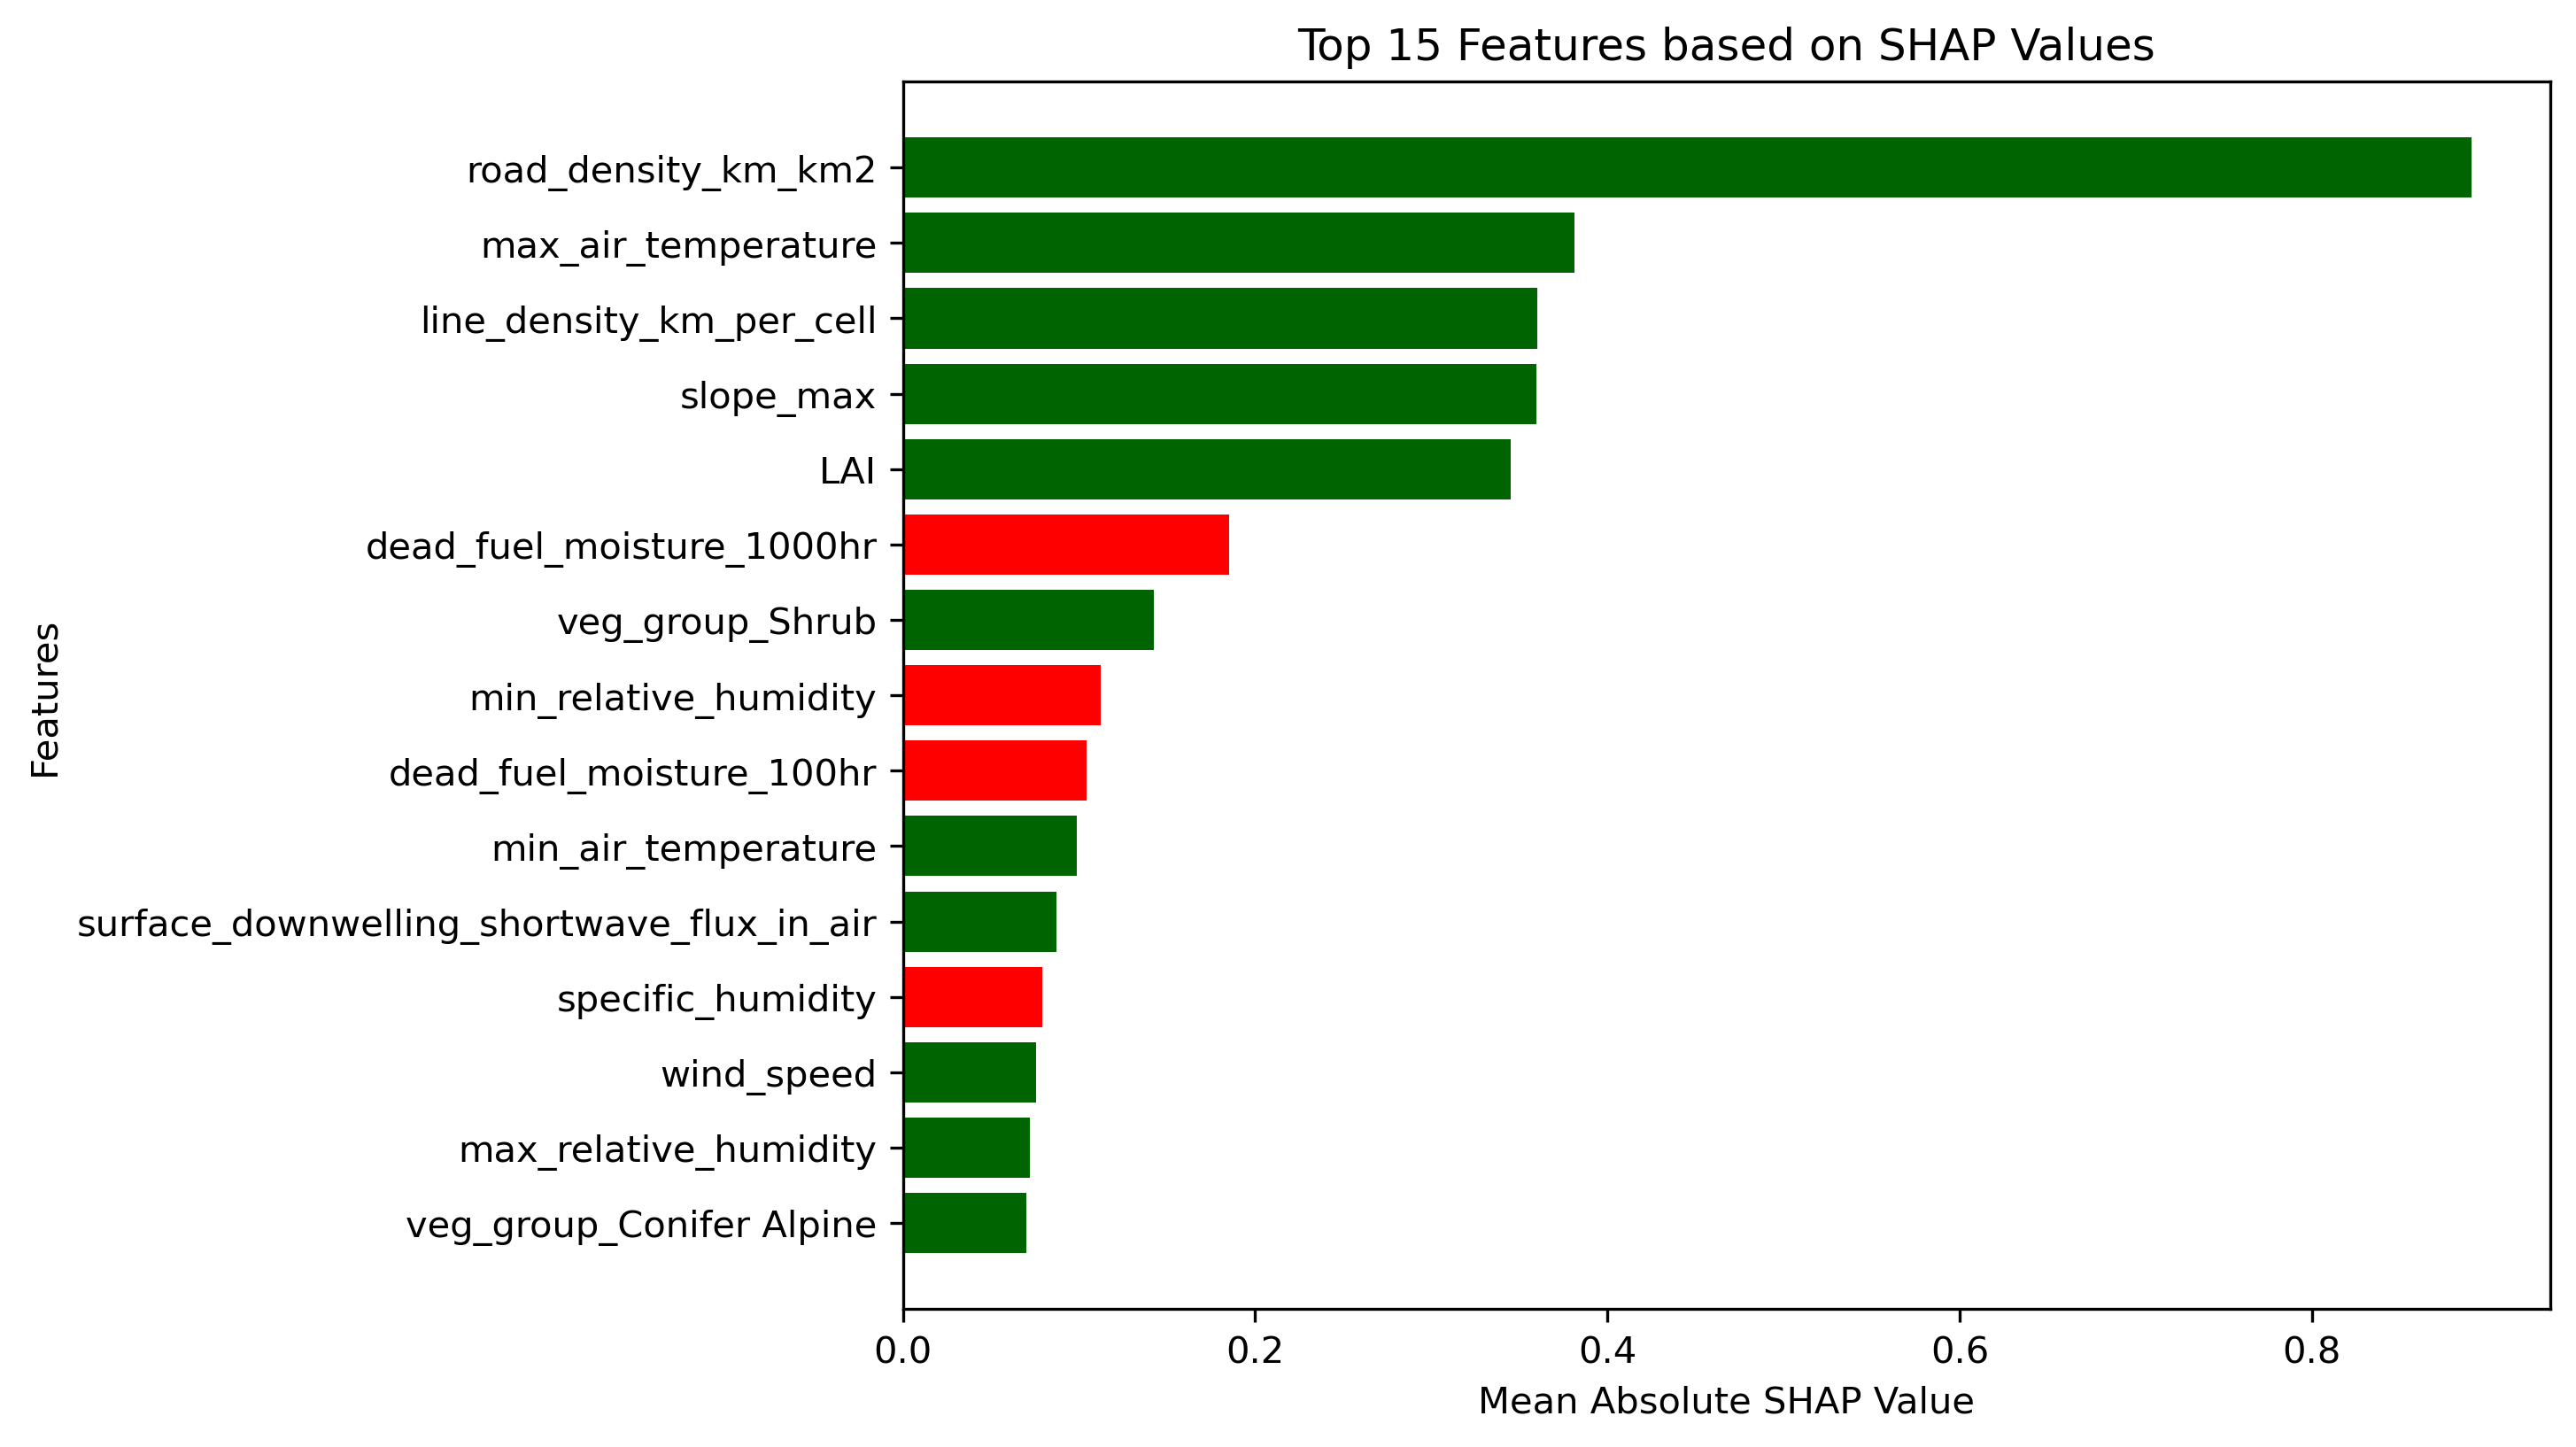 Top 15 Features based on SHAP Values
Features
road_density_km_km2
max_air_temperature
line_density_km_per_cell
slope_max
LAI
dead_fuel_moisture_1000hr
veg_group_Shrub
min_relative_humidity
dead_fuel_moisture_100hr
min_air_temperature
surface_downwelling_shortwave_flux_in_air
specific_humidity
wind_speed
max_relative_humidity
veg_group_Conifer Alpine
0.0 0.2 0.4 0.6 0.8
Mean Absolute SHAP Value